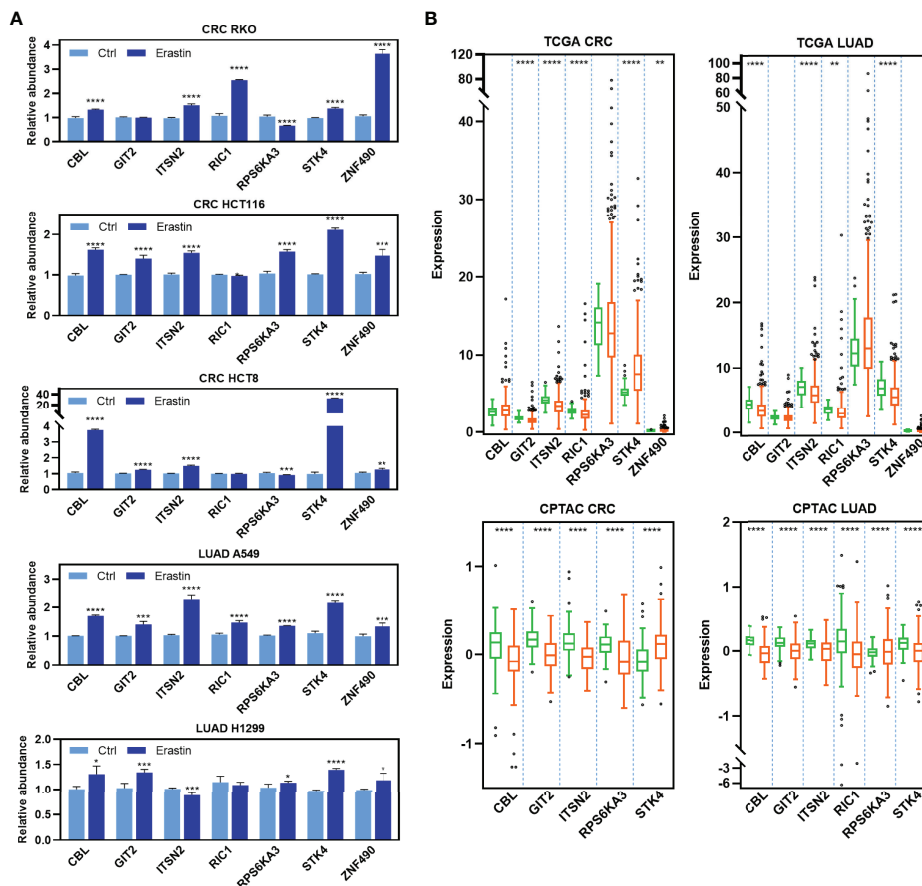 A
CRC RKO
Ctrl Erastin
Relative abundance
6
4
2
0
****
****
****
****
****
****
CBL GIT2 ITSN2 RIC1 RPS6KA3 STK4 ZNF490
CRC HCT116
Ctrl Erastin
Relative abundance
2
1
0
****
****
****
****
****
CBL GIT2 ITSN2 RIC1 RPS6KA3 STK4 ZNF490
CRC HCT8
Ctrl Erastin
Relative abundance
40
20
4
3
2
1
0
****
****
****
***
****
**
CBL GIT2 ITSN2 RIC1 RPS6KA3 STK4 ZNF490
LUAD A549
Ctrl Erastin
Relative abundance
3
2
1
0
****
***
****
****
****
****
CBL GIT2 ITSN2 RIC1 RPS6KA3 STK4 ZNF490
LUAD H1299
Ctrl Erastin
Relative abundance
2.0
1.5
1.0
0.5
0.0
*
***
***
*
****
*
CBL GIT2 ITSN2 RIC1 RPS6KA3 STK4 ZNF490
B
TCGA CRC
Expression
120
80
50
40
30
20
10
0
**** **** **** **** **
CBL GIT2 ITSN2 RIC1 RPS6KA3 STK4 ZNF490
TCGA LUAD
Expression
100
80
60
50
40
30
20
10
0
**** **** ** ****
CBL GIT2 ITSN2 RIC1 RPS6KA3 STK4 ZNF490
CPTAC CRC
Expression
1
0
-1
**** **** **** **** ****
CBL GIT2 ITSN2 RPS6KA3 STK4
CPTAC LUAD
Expression
2
1
0
-1
-3
-6
**** **** **** **** **** ****
CBL GIT2 ITSN2 RIC1 RPS6KA3 STK4